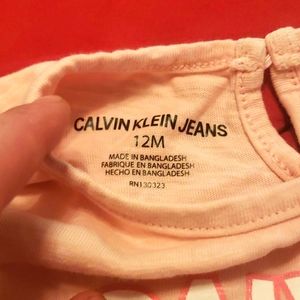 CALVIN KLEIN JEANS
12M
MADE IN BANGLADESH
FABRIQUE EN BANGLADESH
HECHO EN BANGLADESH
RN130323